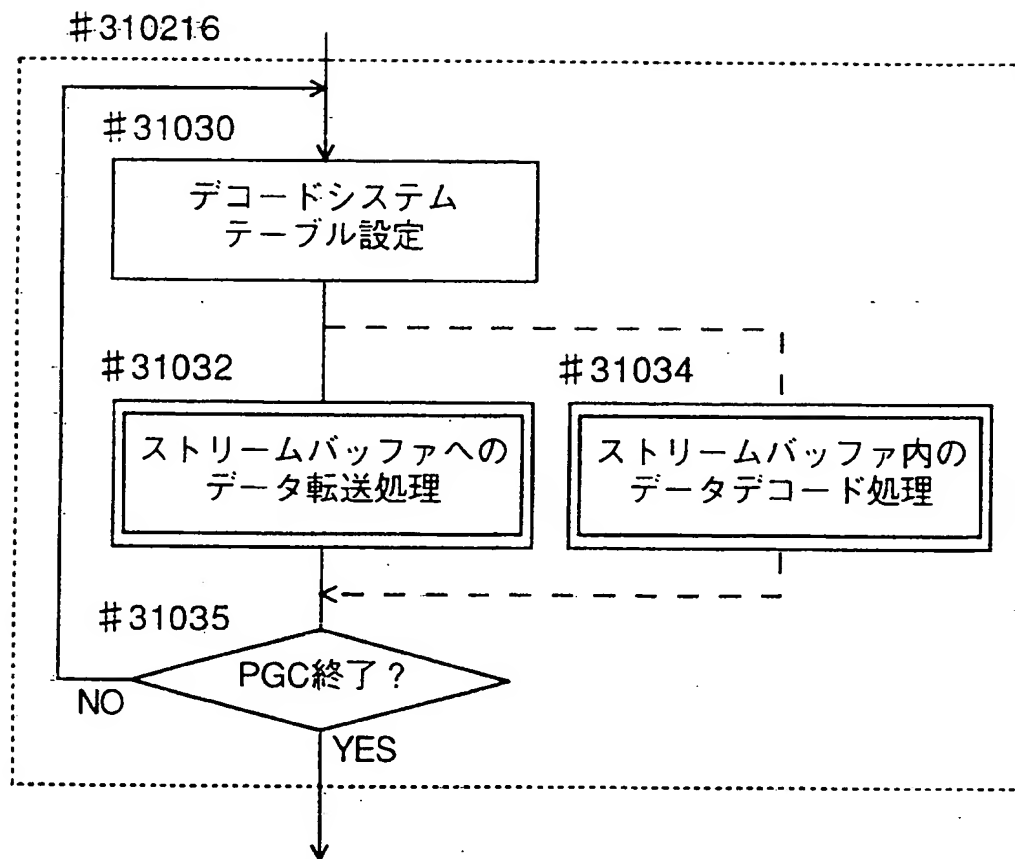 #310216
#31030
デコードシステム
テーブル設定
#31032
#31034
ストリームバッファへの
データ転送処理
ストリームバッファ内の
データデコード処理
#31035
PGC終了？
NO
YES